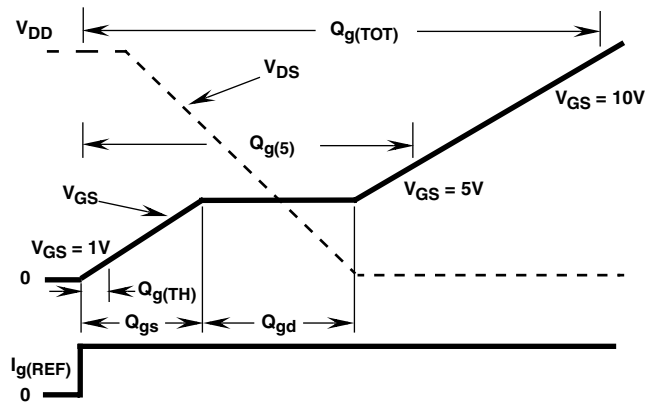 V_DD
Q_g(TOT)
V_DS
V_GS = 10V
Q_g(5)
V_GS
V_GS = 5V
V_GS = 1V
0
Q_g(TH)
Q_gs
Q_gd
I_g(REF)
0